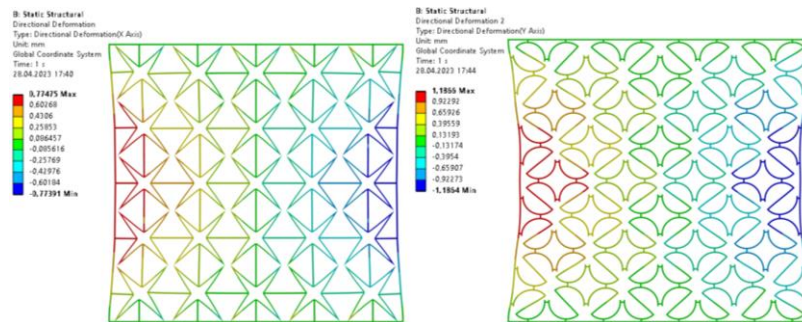 B: Static Structural
Directional Deformation
Type: Directional Deformation(X Axis)
Unit: mm
Global Coordinate System
Time: 1 s
28.04.2023 17:40
0,77475 Max
0,60268
0,4306
0,25853
0,086457
-0,085616
-0,25769
-0,42976
-0,60184
-0,77391 Min
B: Static Structural
Directional Deformation 2
Type: Directional Deformation(Y Axis)
Unit: mm
Global Coordinate System
Time: 1 s
28.04.2023 17:44
1,1866 Max
0,92292
0,65926
0,39559
0,13193
-0,13174
-0,3954
-0,65907
-0,92273
-1,1864 Min